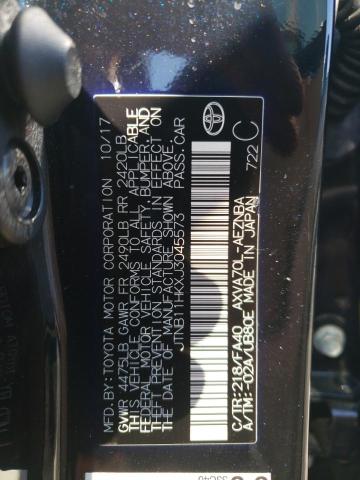 MFD.BY:TOYOTA MOTOR CORPORATION 10/17
GVWR 4475LB GAWR FR 2490LB RR 2420LB
THIS VEHICLE CONFORMS TO ALL APPLICABLE
FEDERAL MOTOR VEHICLE SAFETY, BUMPER, AND
THEFT PREVENTION STANDARDS IN EFFECT ON
THE DATE OF MANUFACTURE SHOWN ABOVE.
JTNB11HKXJ3045973 PASS.CAR
722 C
C/TR:218/FA40 AXVA70L-AEZNBA
A/TM:-02A/UB80E MADE IN JAPAN